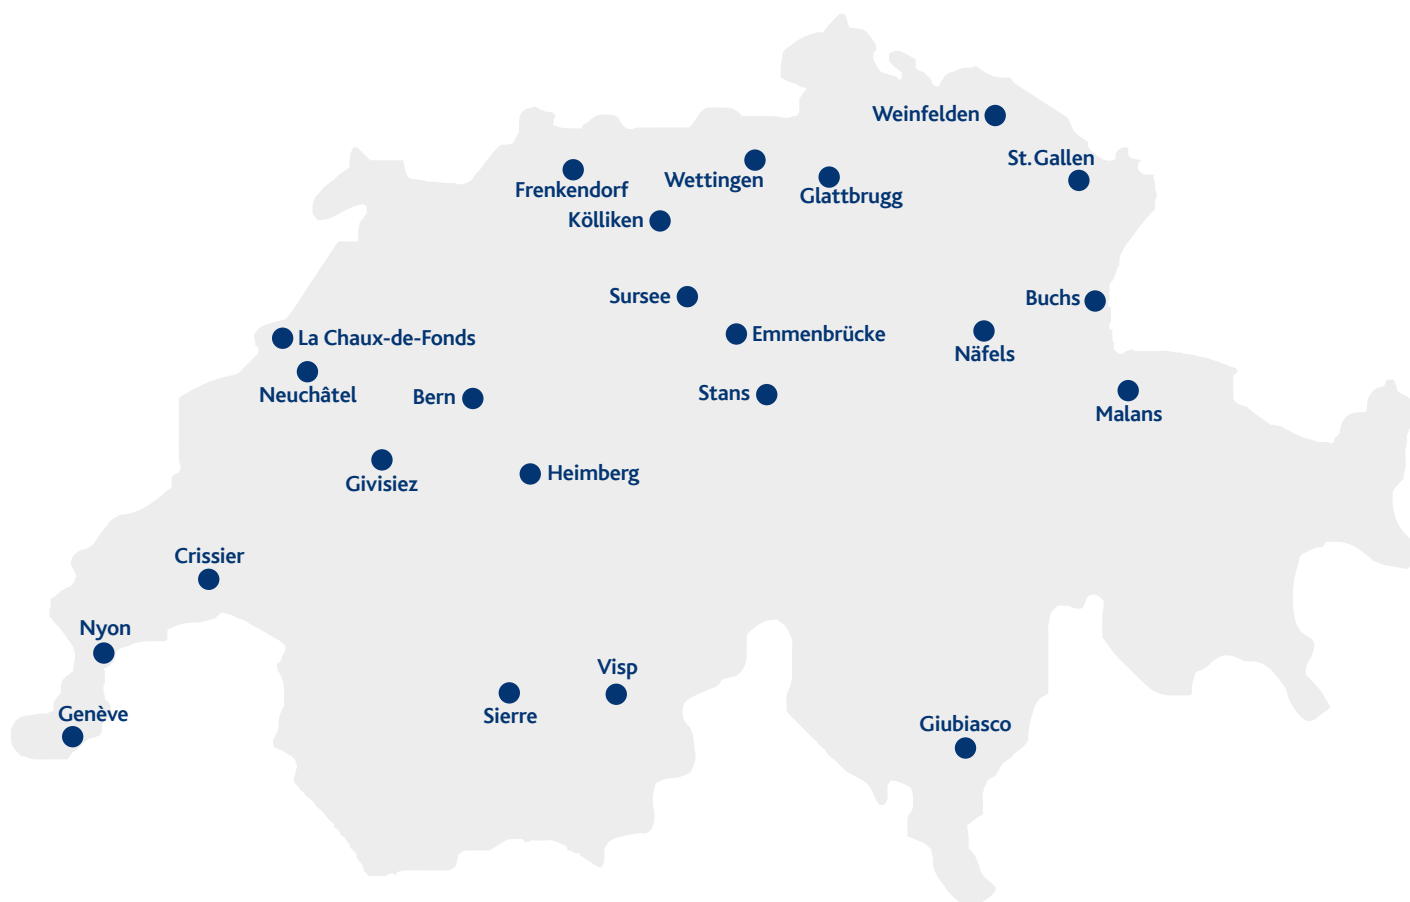 Weinfelden
St. Gallen
Wettingen
Frenkendorf
Glattbrugg
Kölliken
Sursee
Buchs
Emmenbrücke
La Chaux-de-Fonds
Näfels
Stans
Neuchâtel
Bern
Malans
Heimberg
Givisiez
Crissier
Nyon
Visp
Genève
Sierre
Giubiasco